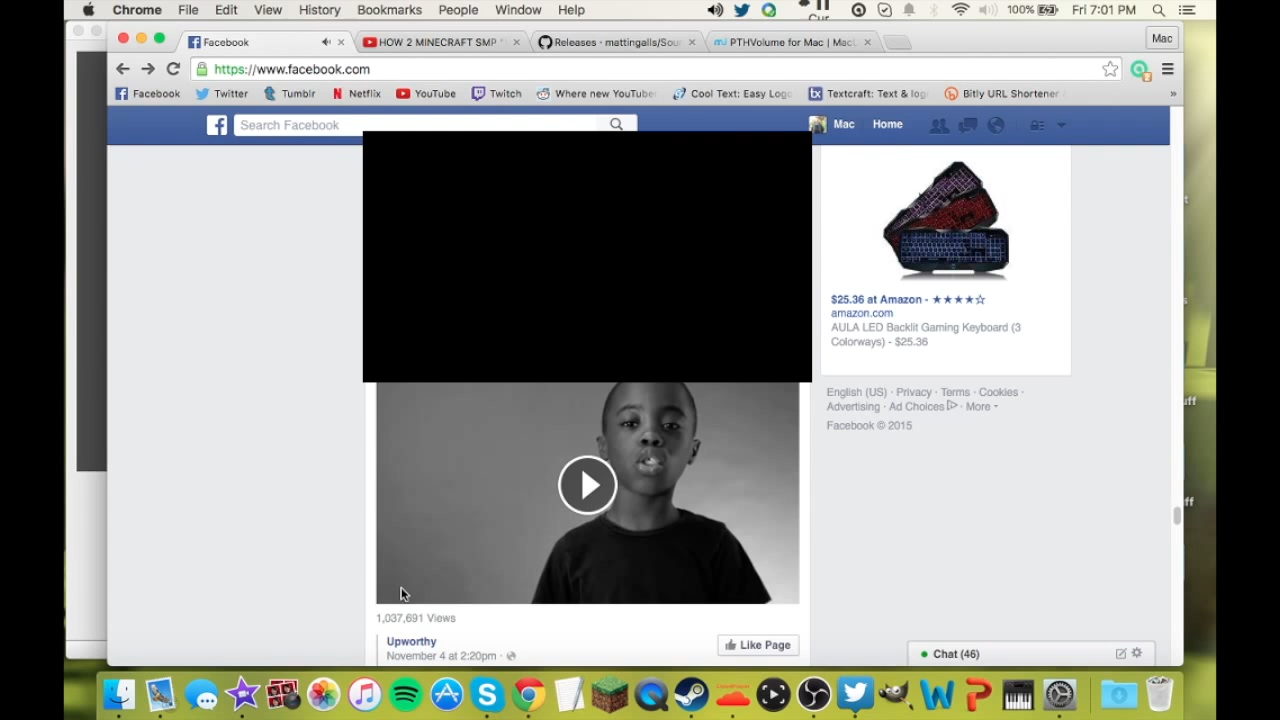 Chrome File Edit View History Bookmarks People Window Help 100% Fri 7:01 PM
Facebook HOW 2 MINECRAFT SMP Releases · mattingalls/Sour PTHVolume for Mac | Mac Mac
https://www.facebook.com
Facebook Twitter Tumblr Netflix YouTube Twitch Where new YouTuber Cool Text: Easy Logo Textcraft: Text & log Bitly URL Shortener »
Search Facebook Mac Home
$25.36 at Amazon - ★★★★☆
amazon.com
AULA LED Backlit Gaming Keyboard (3
Colorways) - $25.36
English (US) · Privacy · Terms · Cookies ·
Advertising · Ad Choices · More
Facebook © 2015
1,037,691 Views
Upworthy
Like Page
November 4 at 2:20pm ·
Chat (46)